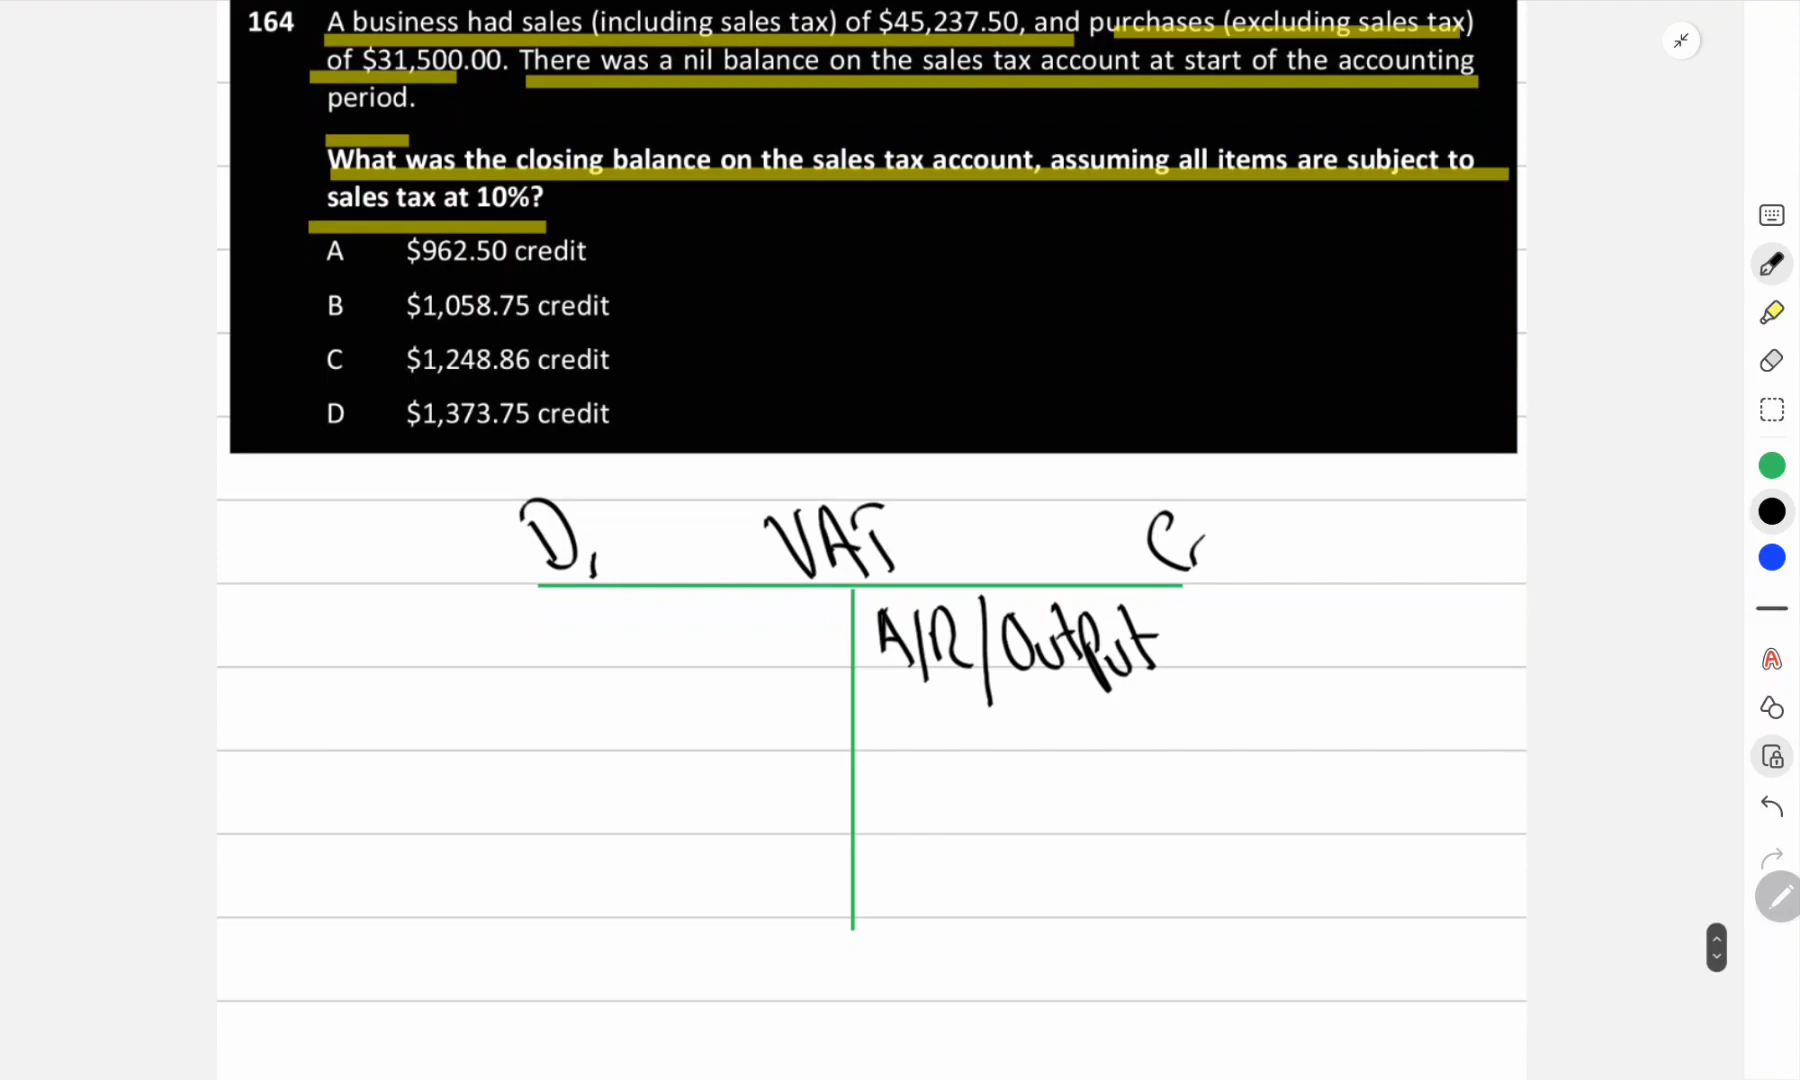 164 A business had sales (including sales tax) of $45,237.50, and purchases (excluding sales tax)
of $31,500.00. There was a nil balance on the sales tax account at start of the accounting
period.
What was the closing balance on the sales tax account, assuming all items are subject to
sales tax at 10%?
A $962.50 credit
B $1,058.75 credit
C $1,248.86 credit
D $1,373.75 credit
Dr VAT Cr
A/R/Output
A